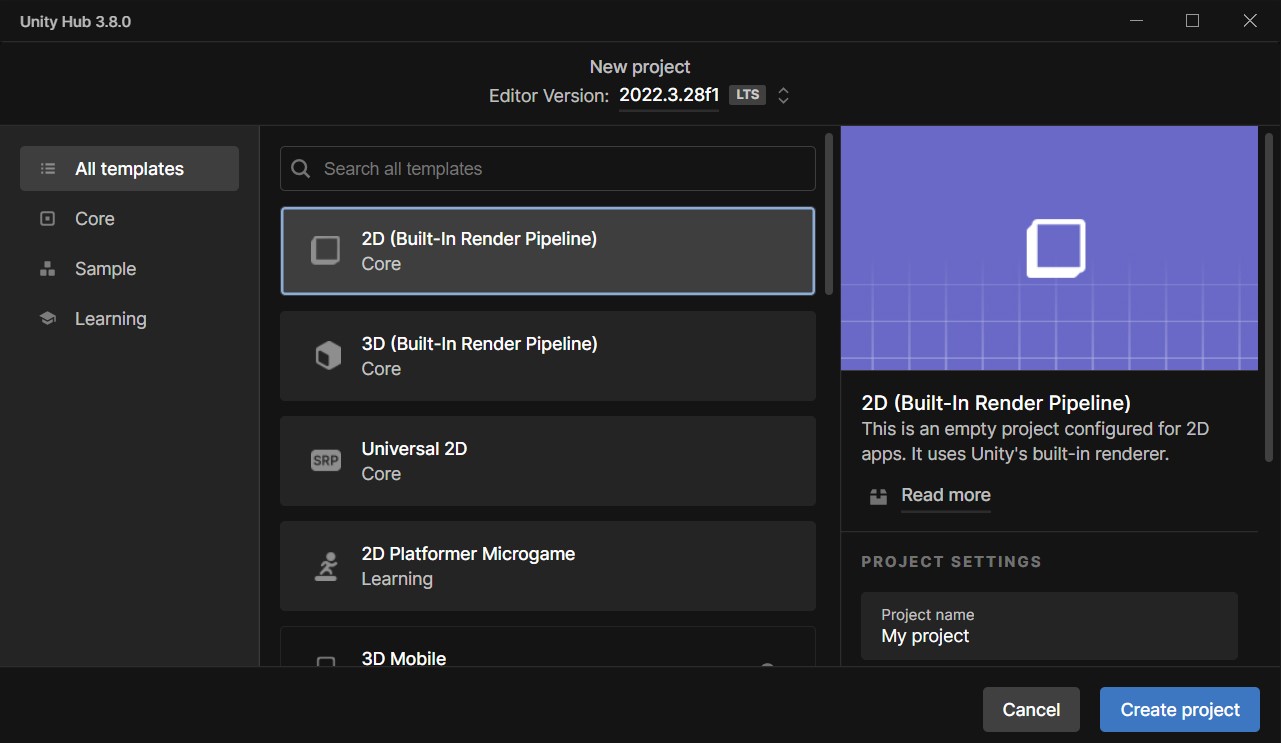 Unity Hub 3.8.0
New project
Editor Version: 2022.3.28f1 LTS
All templates
Core
Sample
Learning
Search all templates
2D (Built-In Render Pipeline)
Core
3D (Built-In Render Pipeline)
Core
SRP
Universal 2D
Core
2D Platformer Microgame
Learning
3D Mobile
2D (Built-In Render Pipeline)
This is an empty project configured for 2D
apps. It uses Unity's built-in renderer.
Read more
PROJECT SETTINGS
Project name
My project
Cancel
Create project